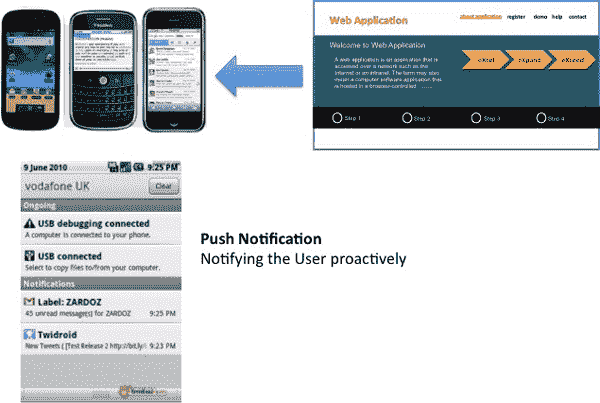 Web Application
about application register demo help contact
Welcome to Web Application
A web application is an application that is
accessed over a network such as the
Internet or an intranet. The term may also
mean a computer software application that
is hosted in a browser-controlled
eXcel eXpand eXceed
Step 1 Step 2 Step 3 Step 4
9 June 2010 9:25 PM
vodafone UK Clear
Ongoing
USB debugging connected
A computer is connected to your phone.
USB connected
Select to copy files to/from your computer.
Notifications
Label: ZARDOZ
45 unread message(s) for ZARDOZ 9:25 PM
Twidroid
New Tweets ( [Test Release 2 http://bit.ly/ 9:23 PM
Push Notification
Notifying the User proactively